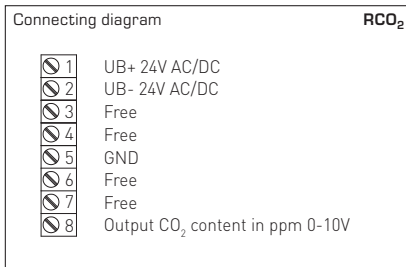 Connecting diagram RCO₂
1 UB+ 24V AC/DC
2 UB- 24V AC/DC
3 Free
4 Free
5 GND
6 Free
7 Free
8 Output CO₂ content in ppm 0-10V